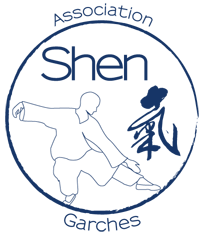 Association
Shen
氣
Garches